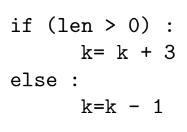 if (len > 0) :
k= k + 3
else :
k=k - 1